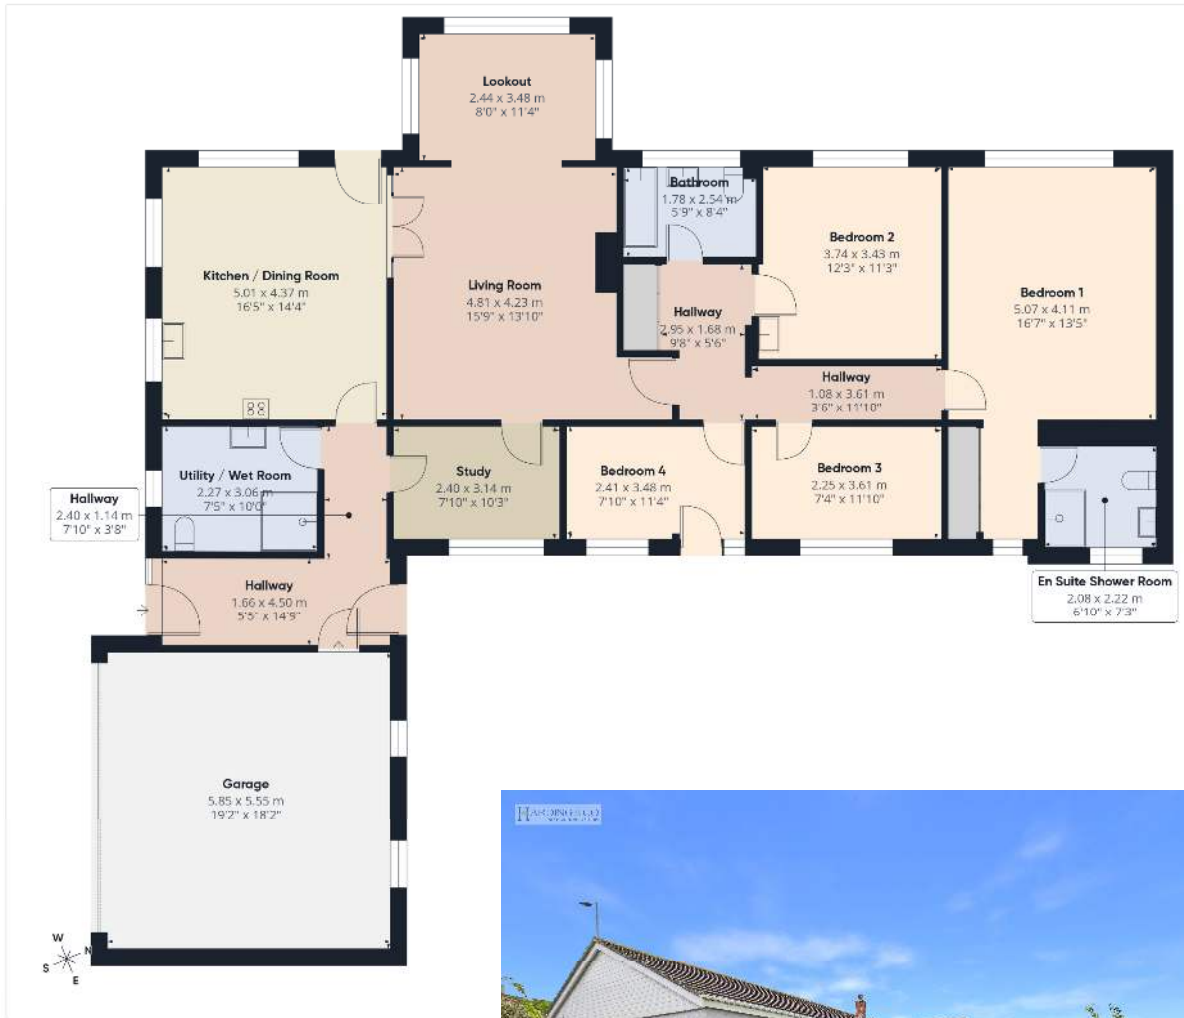 Lookout
2.44 x 3.48 m
8'0" x 11'4"
Bathroom
1.78 x 2.54 m
5'9" x 8'4"
Kitchen / Dining Room
5.01 x 4.37 m
16'5" x 14'4"
Living Room
4.81 x 4.23 m
15'9" x 13'10"
Hallway
2.95 x 1.68 m
9'8" x 5'6"
Bedroom 2
3.74 x 3.43 m
12'3" x 11'3"
Bedroom 1
5.07 x 4.11 m
16'7" x 13'5"
Hallway
1.08 x 3.61 m
3'6" x 11'10"
Utility / Wet Room
2.27 x 3.06 m
7'5" x 10'0"
Hallway
2.40 x 1.14 m
7'10" x 3'8"
Study
2.40 x 3.14 m
7'10" x 10'3"
Bedroom 4
2.41 x 3.48 m
7'10" x 11'4"
Bedroom 3
2.25 x 3.61 m
7'4" x 11'10"
En Suite Shower Room
2.08 x 2.22 m
6'10" x 7'3"
Hallway
1.66 x 4.50 m
5'5" x 14'9"
Garage
5.85 x 5.55 m
19'2" x 18'2"
W
N
S
E
HARDING & CO